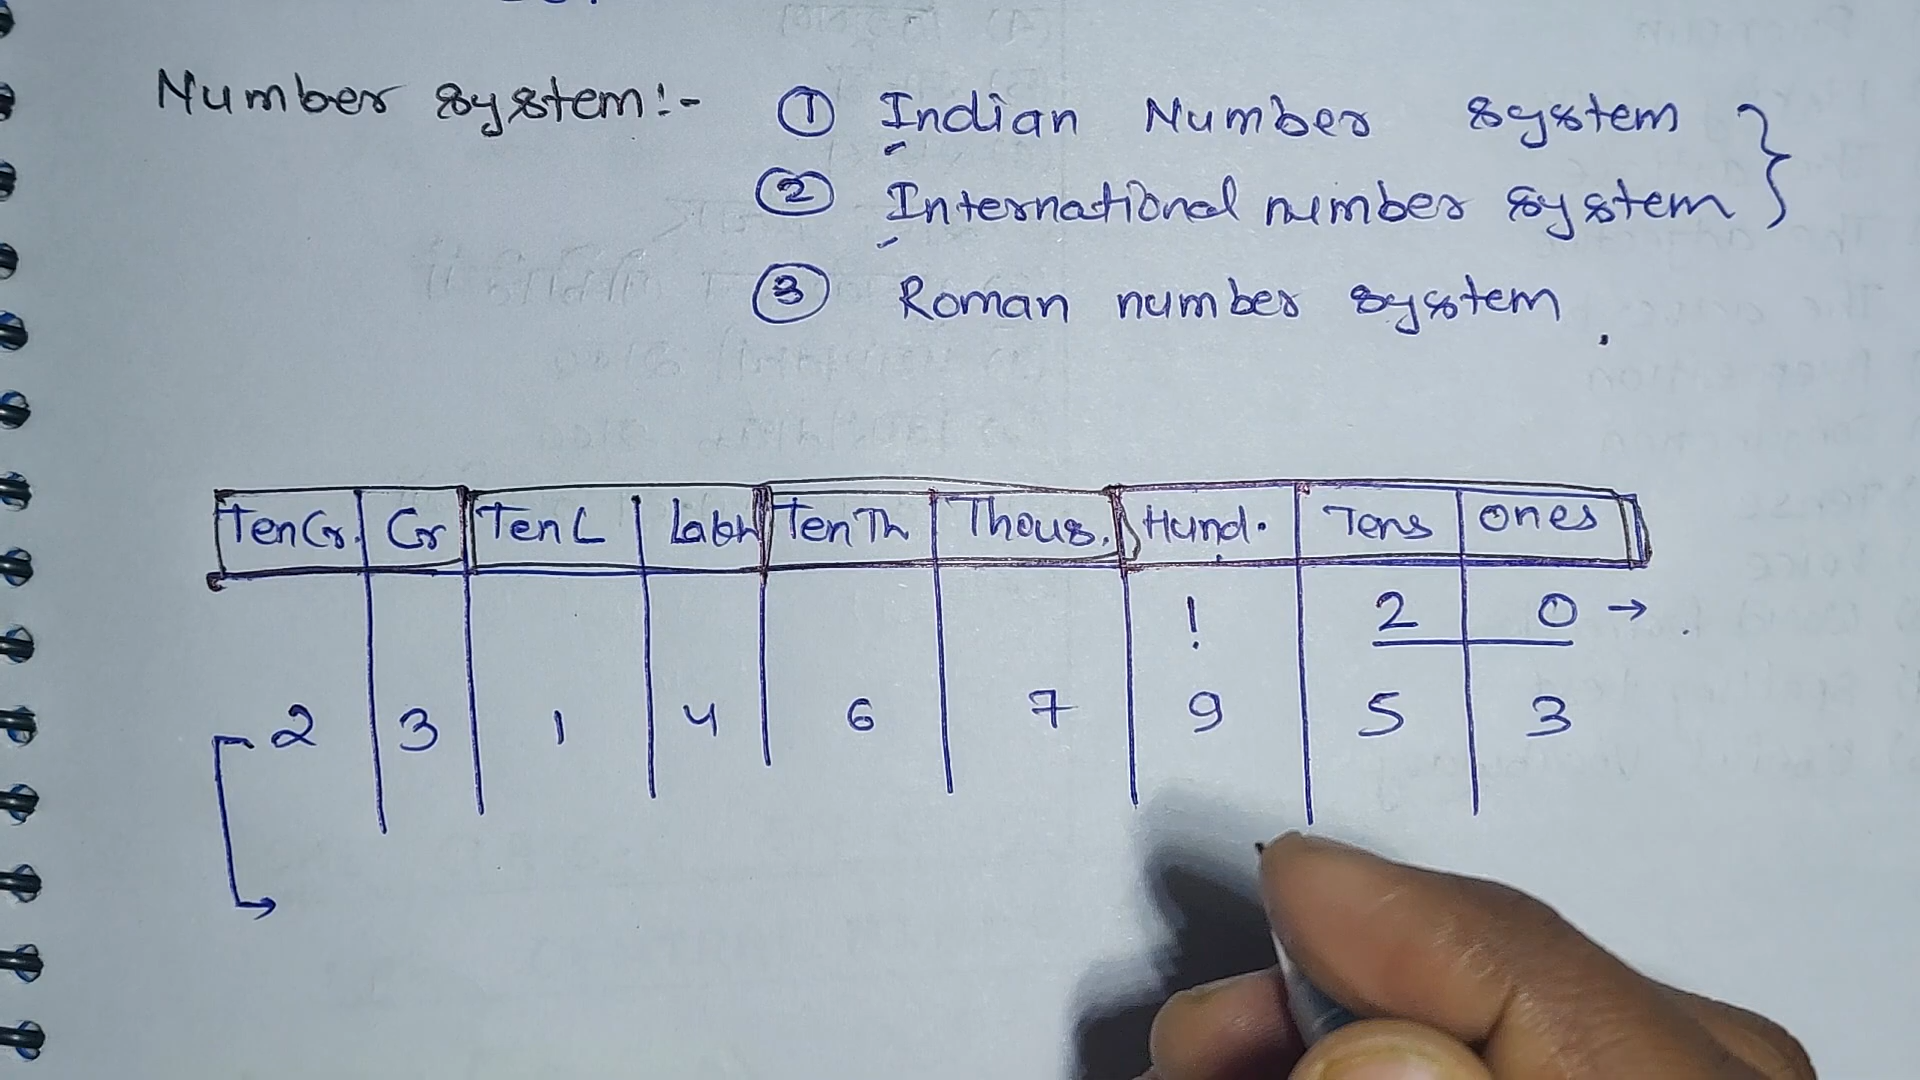 Number system:- ① Indian Number system
② International number system
③ Roman number system.
Ten Cr. Cr Ten L Lakh Ten Th Thous. Hund. Tens Ones
! 2 0 →
2 3 1 4 6 7 9 5 3